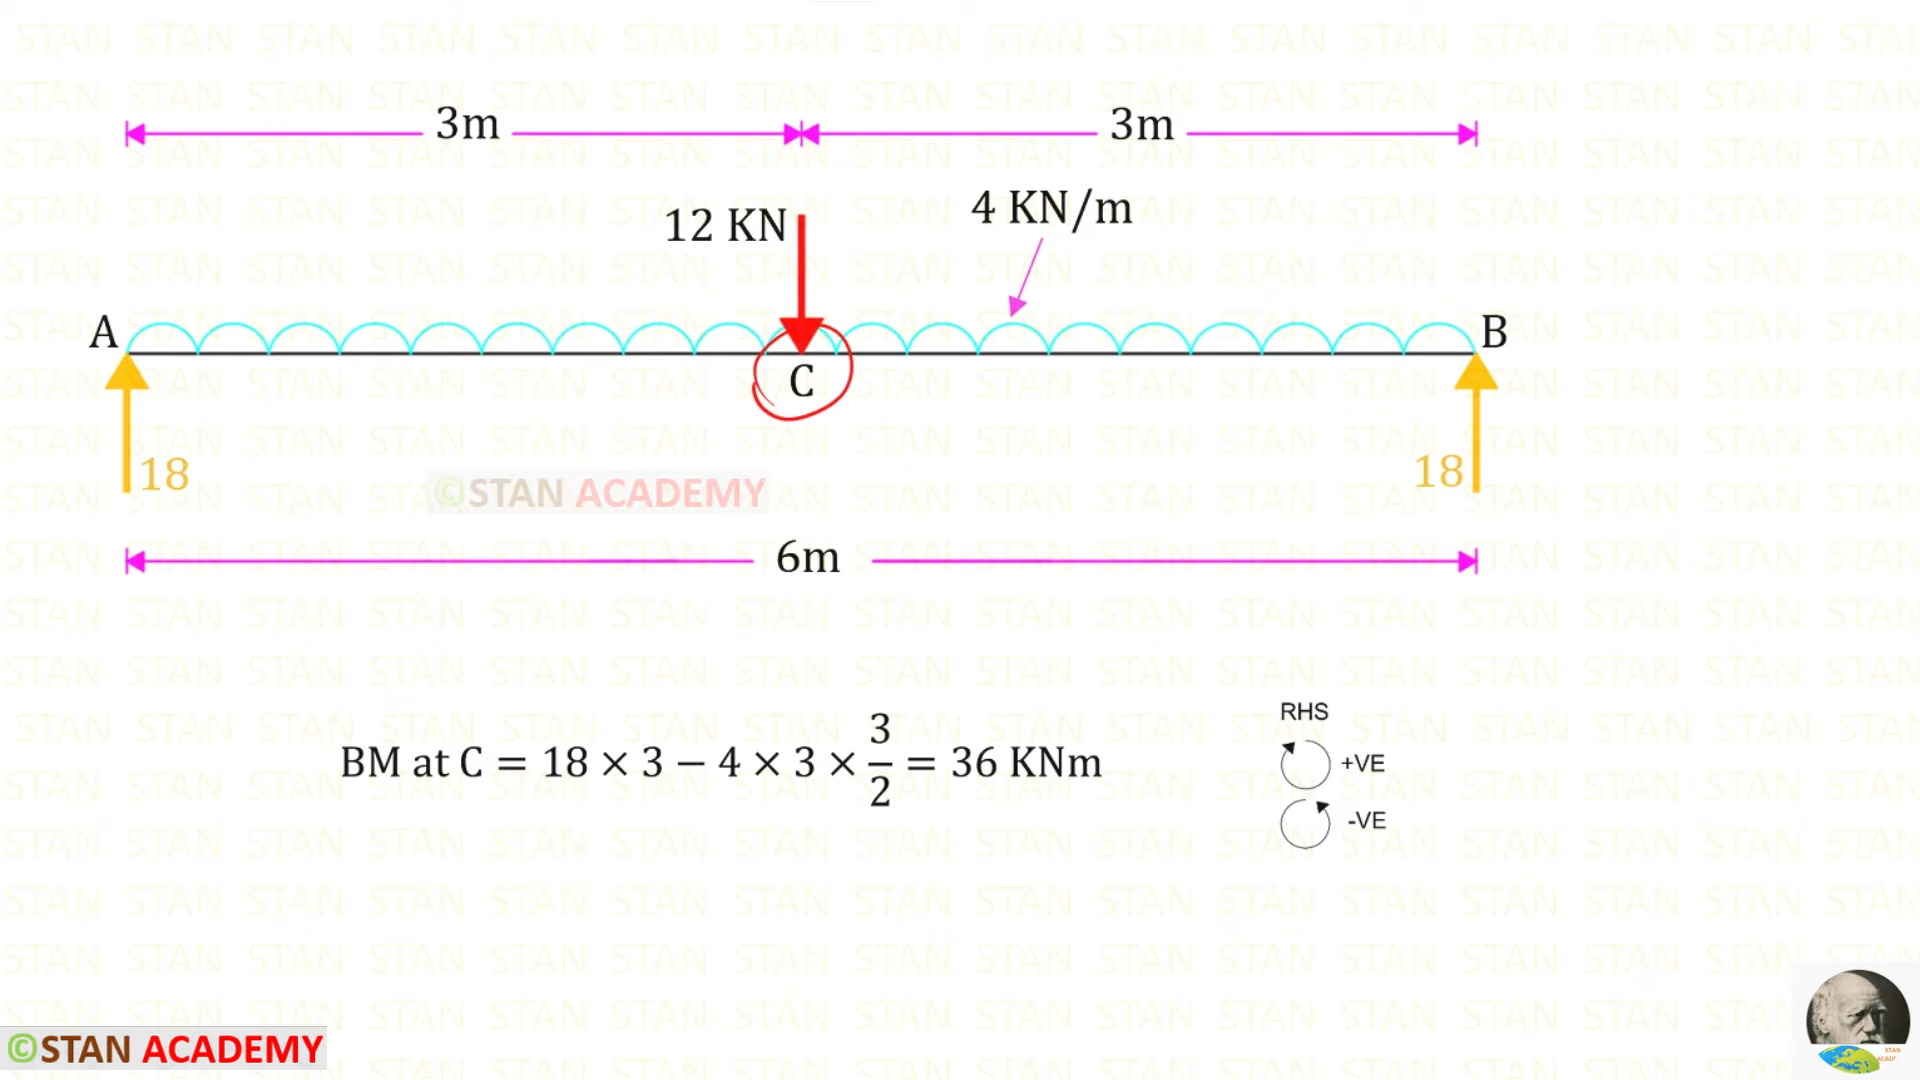 3m 3m
12 KN 4 KN/m
A B
C
18 18
©STAN ACADEMY
6m
RHS
BM at C = 18 × 3 − 4 × 3 × 3/2 = 36 KNm
+VE
-VE
©STAN ACADEMY
STAN